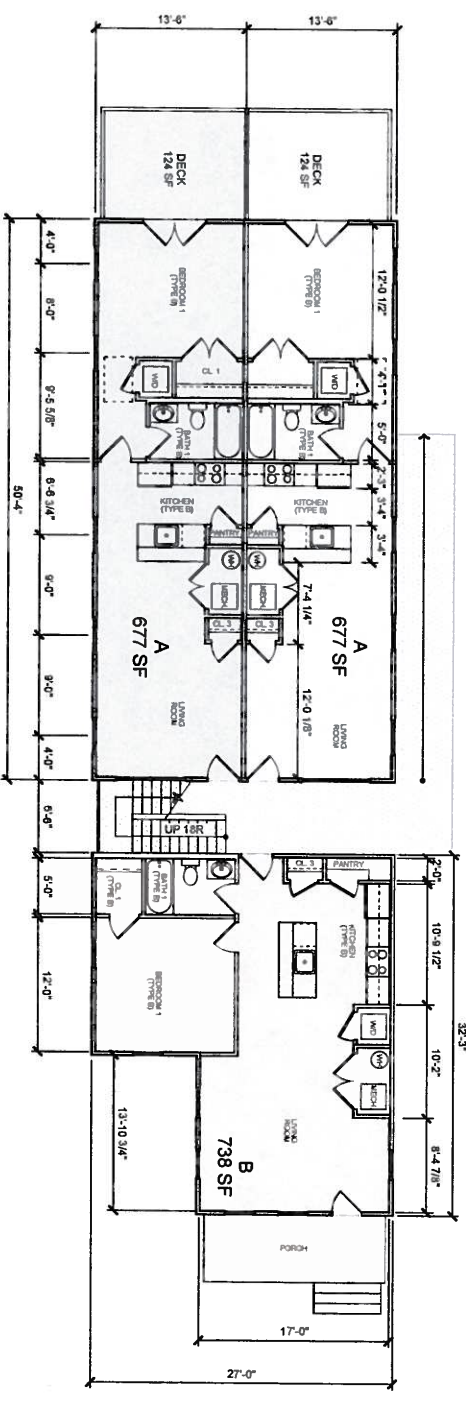 13'-6"
13'-6"
DECK
124 SF
DECK
124 SF
4'-0"
8'-0"
9'-5 5/8"
6'-6 3/4"
9'-0"
9'-0"
4'-0"
6'-6"
5'-0"
12'-0"
50'-4"
BEDROOM 1
(TYPE B)
BEDROOM 1
(TYPE B)
12'-0 1/2"
4'-1"
5'-0"
2'-3"
3'-4"
3'-4"
W/D
CL 1
W/D
BATH 1
(TYPE B)
BATH 1
(TYPE B)
KITCHEN
(TYPE B)
KITCHEN
(TYPE B)
PANTRY
PANTRY
WH
WH
MECH
MECH
7'-4 1/4"
CL 3
CL 3
A
677 SF
A
677 SF
12'-0 1/8"
LIVING
ROOM
LIVING
ROOM
UP 18R
CL 1
(TYPE B)
BATH 1
(TYPE B)
CL 3
PANTRY
2'-0"
KITCHEN
(TYPE B)
10'-9 1/2"
BEDROOM 1
(TYPE B)
W/D
WH
MECH
10'-2"
32'-3"
13'-10 3/4"
LIVING
ROOM
B
738 SF
8'-4 7/8"
PORCH
17'-0"
27'-0"